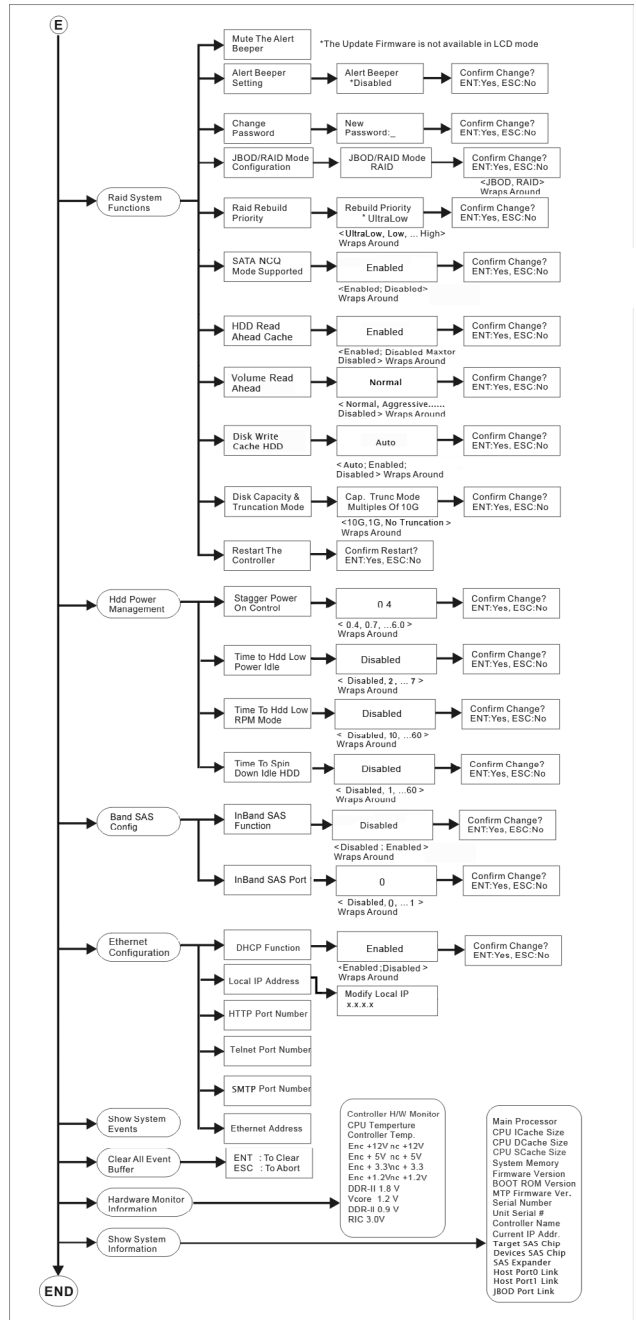 E
Mute The Alert
Beeper
*The Update Firmware is not available in LCD mode
Alert Beeper
Setting
Alert Beeper
*Disabled
Confirm Change?
ENT:Yes, ESC:No
Change
Password
New
Password:_
Confirm Change?
ENT:Yes, ESC:No
JBOD/RAID Mode
Configuration
JBOD/RAID Mode
RAID
Confirm Change?
ENT:Yes, ESC:No
<JBOD, RAID>
Wraps Around
Raid System
Functions
Raid Rebuild
Priority
Rebuild Priority
* UltraLow
Confirm Change?
ENT:Yes, ESC:No
<UltraLow, Low, ... High>
Wraps Around
SATA NCQ
Mode Supported
Enabled
Confirm Change?
ENT:Yes, ESC:No
<Enabled; Disabled>
Wraps Around
HDD Read
Ahead Cache
Enabled
Confirm Change?
ENT:Yes, ESC:No
<Enabled; Disabled Maxtor
Disabled > Wraps Around
Volume Read
Ahead
Normal
Confirm Change?
ENT:Yes, ESC:No
< Normal, Aggressive......
Disabled > Wraps Around
Disk Write
Cache HDD
Auto
Confirm Change?
ENT:Yes, ESC:No
< Auto; Enabled;
Disabled > Wraps Around
Disk Capacity &
Truncation Mode
Cap. Trunc Mode
Multiples Of 10G
Confirm Change?
ENT:Yes, ESC:No
<10G,1G, No Truncation >
Wraps Around
Restart The
Controller
Confirm Restart?
ENT:Yes, ESC:No
Hdd Power
Management
Stagger Power
On Control
0.4
Confirm Change?
ENT:Yes, ESC:No
< 0.4, 0.7, ...6.0 >
Wraps Around
Time to Hdd Low
Power Idle
Disabled
Confirm Change?
ENT:Yes, ESC:No
< Disabled, 2, ... 7 >
Wraps Around
Time To Hdd Low
RPM Mode
Disabled
Confirm Change?
ENT:Yes, ESC:No
< Disabled, 10, ...60 >
Wraps Around
Time To Spin
Down Idle HDD
Disabled
Confirm Change?
ENT:Yes, ESC:No
< Disabled, 1, ...60 >
Wraps Around
Band SAS
Config
InBand SAS
Function
Disabled
Confirm Change?
ENT:Yes, ESC:No
<Disabled ; Enabled >
Wraps Around
InBand SAS Port
0
Confirm Change?
ENT:Yes, ESC:No
< Disabled, 0, ... 1 >
Wraps Around
Ethernet
Configuration
DHCP Function
Enabled
Confirm Change?
ENT:Yes, ESC:No
<Enabled ;Disabled >
Wraps Around
Local IP Address
Modify Local IP
x.x.x.x
HTTP Port Number
Telnet Port Number
SMTP Port Number
Ethernet Address
Show System
Events
Clear All Event
Buffer
ENT : To Clear
ESC : To Abort
Hardware Monitor
Information
Controller H/W Monitor
CPU Temperture
Controller Temp.
Enc +12V nc +12V
Enc + 5V nc + 5V
Enc + 3.3\nc + 3.3
Enc +1.2Vnc +1.2V
DDR-II 1.8 V
Vcore 1.2 V
DDR-II 0.9 V
RIC 3.0V
Show System
Information
Main Processor
CPU ICache Size
CPU DCache Size
CPU SCache Size
System Memory
Firmware Version
BOOT ROM Version
MTP Firmware Ver.
Serial Number
Unit Serial #
Controller Name
Current IP Addr.
Target SAS Chip
Devices SAS Chip
SAS Expander
Host Port0 Link
Host Port1 Link
JBOD Port Link
END